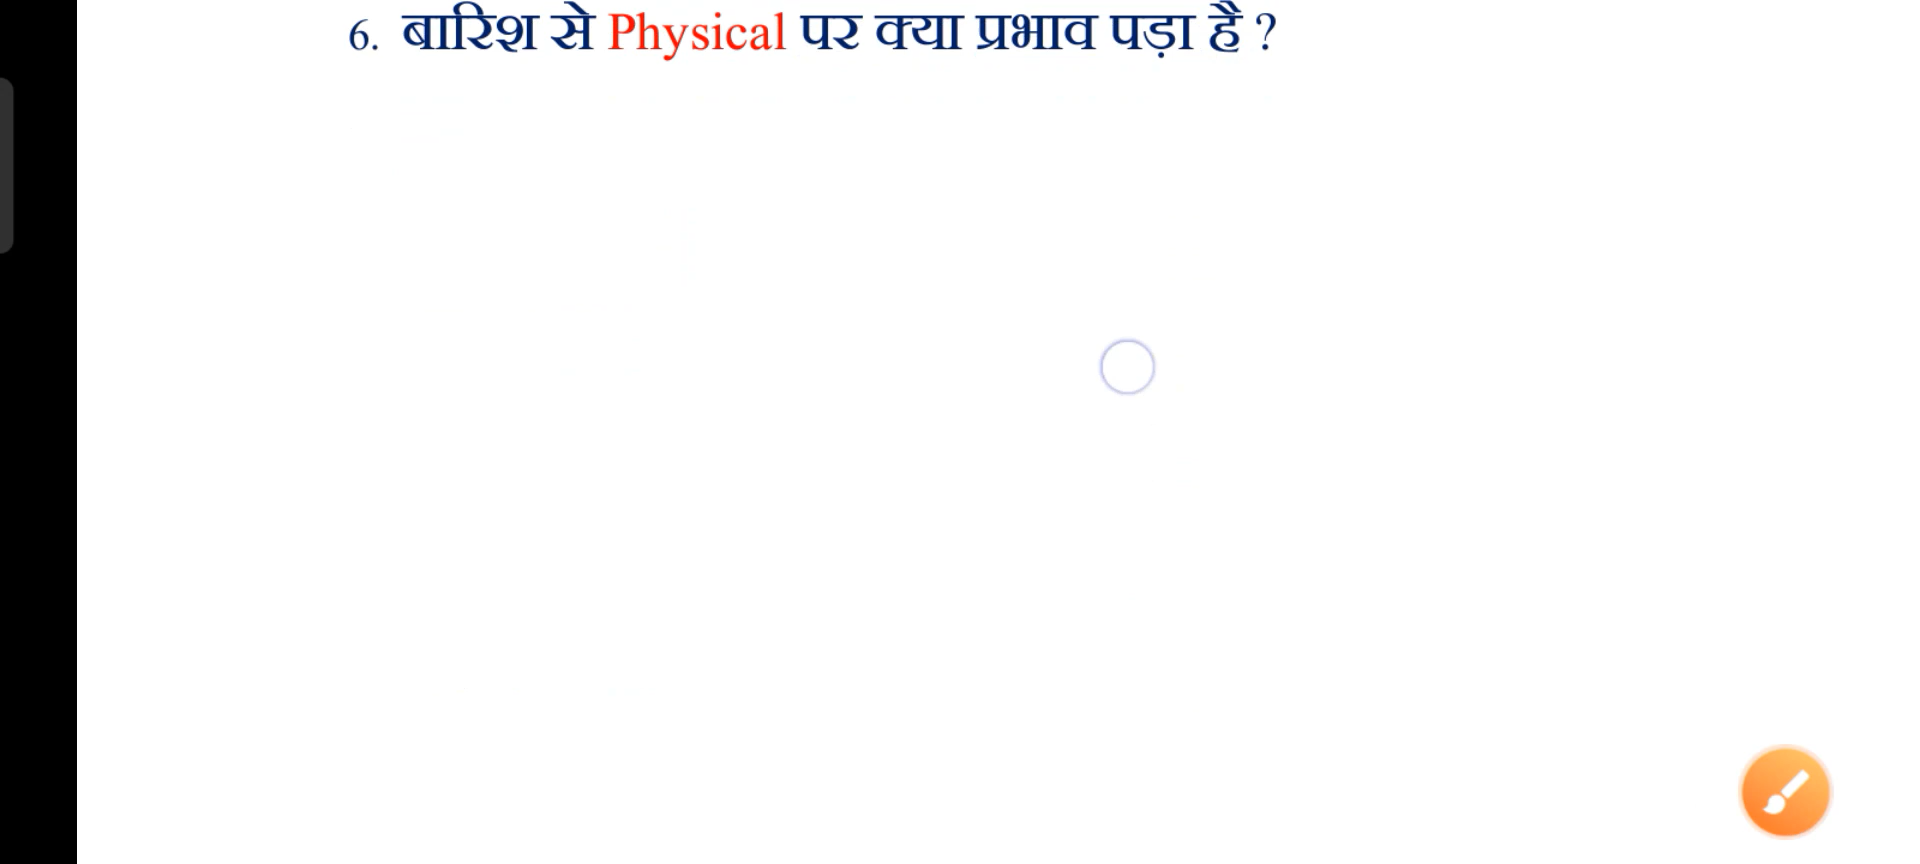 6. बारिश से Physical पर क्या प्रभाव पड़ा है ?